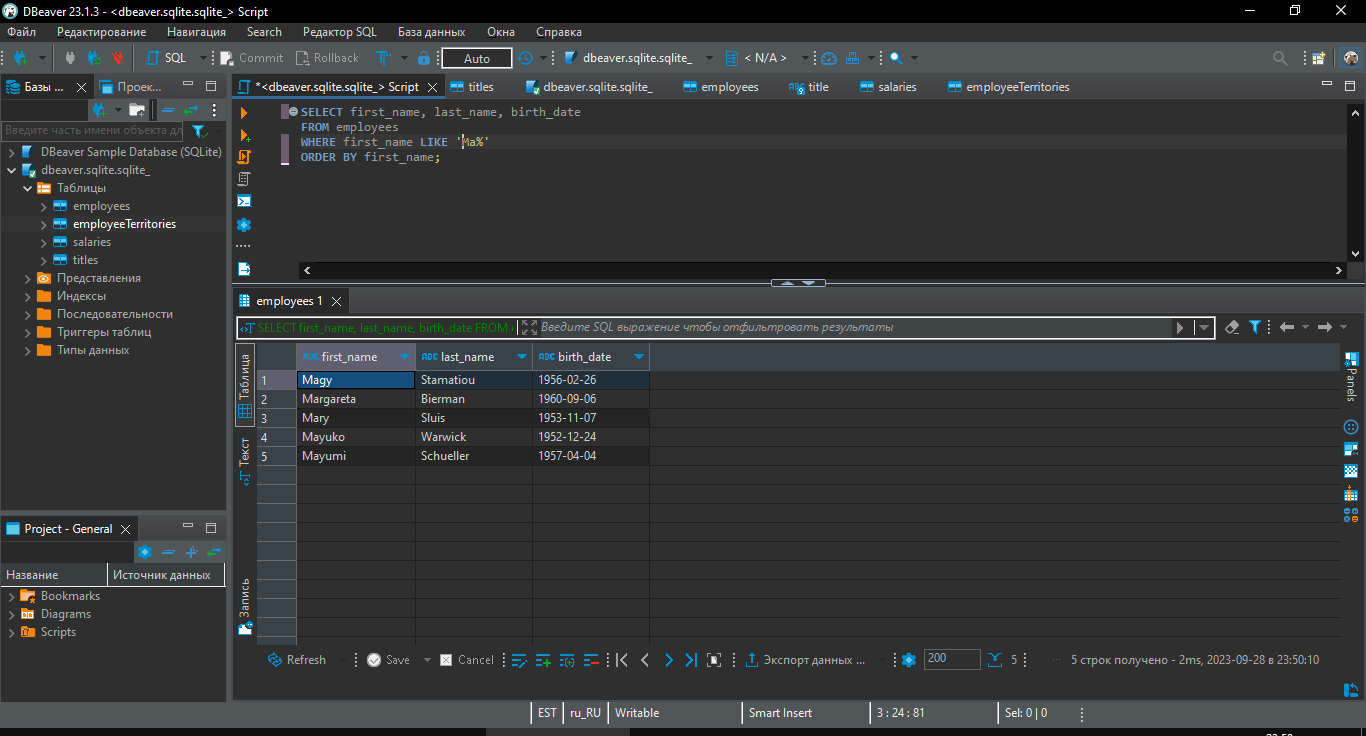 DBeaver 23.1.3 - <dbeaver.sqlite.sqlite_> Script
Файл Редактирование Навигация Search Редактор SQL База данных Окна Справка
SQL Commit Rollback Auto dbeaver.sqlite.sqlite_ < N/A >
Базы ... Проек...
*<dbeaver.sqlite.sqlite_> Script titles dbeaver.sqlite.sqlite_ employees title salaries employeeTerritories
Введите часть имени объекта дл
DBeaver Sample Database (SQLite)
dbeaver.sqlite.sqlite_
Таблицы
employees
employeeTerritories
salaries
titles
Представления
Индексы
Последовательности
Триггеры таблиц
Типы данных
SELECT first_name, last_name, birth_date
FROM employees
WHERE first_name LIKE 'Ma%'
ORDER BY first_name;
employees 1
SELECT first_name, last_name, birth_date FROM Введите SQL выражение чтобы отфильтровать результаты
Таблица
Текст
Запись
ABC first_name ABC last_name ABC birth_date
1 Magy Stamatiou 1956-02-26
2 Margareta Bierman 1960-09-06
3 Mary Sluis 1953-11-07
4 Mayuko Warwick 1952-12-24
5 Mayumi Schueller 1957-04-04
Panels
Refresh Save Cancel Экспорт данных ... 200 5 5 строк получено - 2ms, 2023-09-28 в 23:50:10
Project - General
Название Источник данных
Bookmarks
Diagrams
Scripts
EST ru_RU Writable Smart Insert 3 : 24 : 81 Sel: 0 | 0